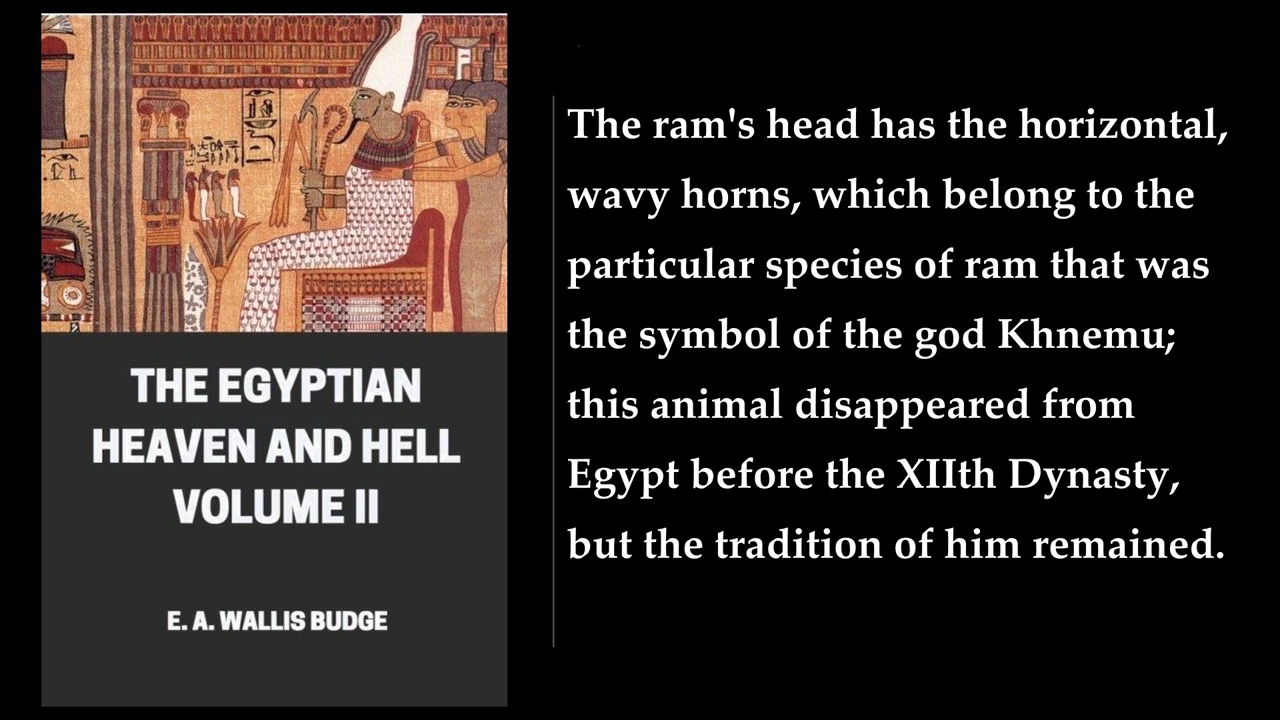 THE EGYPTIAN
HEAVEN AND HELL
VOLUME II
E. A. WALLIS BUDGE
The ram's head has the horizontal,
wavy horns, which belong to the
particular species of ram that was
the symbol of the god Khnemu;
this animal disappeared from
Egypt before the XIIth Dynasty,
but the tradition of him remained.